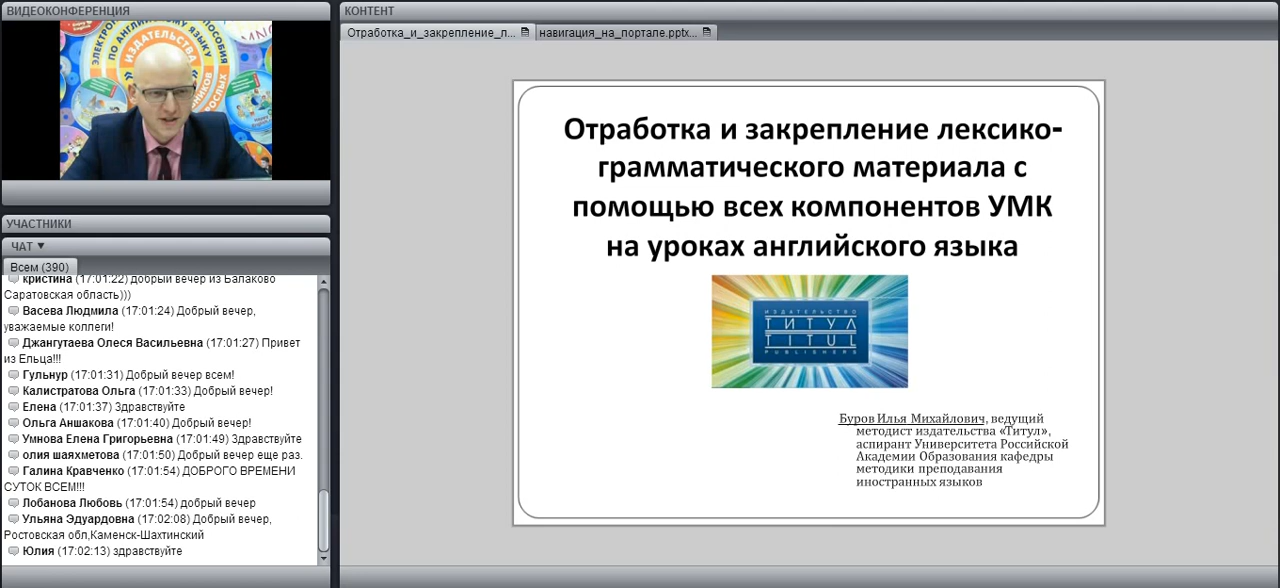 ВИДЕОКОНФЕРЕНЦИЯ
ЭЛЕКТРОН
ПО АНГЛИЙСКОМУ ЯЗЫКУ
ПОСОБИЯ
ИЗДАТЕЛЬСТВА
УЧАСТНИКИ
ЧАТ ▼
Всем (390)
кристина (17:01:22) добрый вечер из Балаково
Саратовская область)))
Васева Людмила (17:01:24) Добрый вечер,
уважаемые коллеги!
Джангутаева Олеся Васильевна (17:01:27) Привет
из Ельца!!!
Гульнур (17:01:31) Добрый вечер всем!
Калистратова Ольга (17:01:33) Добрый вечер!
Елена (17:01:37) Здравствуйте
Ольга Аншакова (17:01:40) Добрый вечер!
Умнова Елена Григорьевна (17:01:49) Здравствуйте
олия шаяхметова (17:01:50) Добрый вечер еще раз.
Галина Кравченко (17:01:54) ДОБРОГО ВРЕМЕНИ
СУТОК ВСЕМ!!!
Лобанова Любовь (17:01:54) добрый вечер
Ульяна Эдуардовна (17:02:08) Добрый вечер,
Ростовская обл,Каменск-Шахтинский
Юлия (17:02:13) здравствуйте
КОНТЕНТ
Отработка_и_закрепление_л...
навигация_на_портале.pptx...
Отработка и закрепление лексико-
грамматического материала с
помощью всех компонентов УМК
на уроках английского языка
ИЗДАТЕЛЬСТВО
ТИТУЛ
TITUL
PUBLISHERS
Буров Илья Михайлович, ведущий
методист издательства «Титул»,
аспирант Университета Российской
Академии Образования кафедры
методики преподавания
иностранных языков